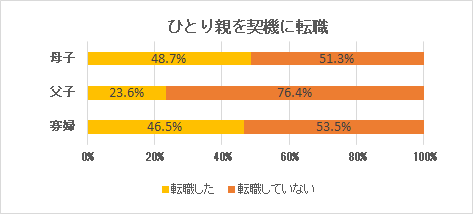 ひとり親を契機に転職
母子 48.7% 51.3%
父子 23.6% 76.4%
寡婦 46.5% 53.5%
0% 20% 40% 60% 80% 100%
転職した 転職していない